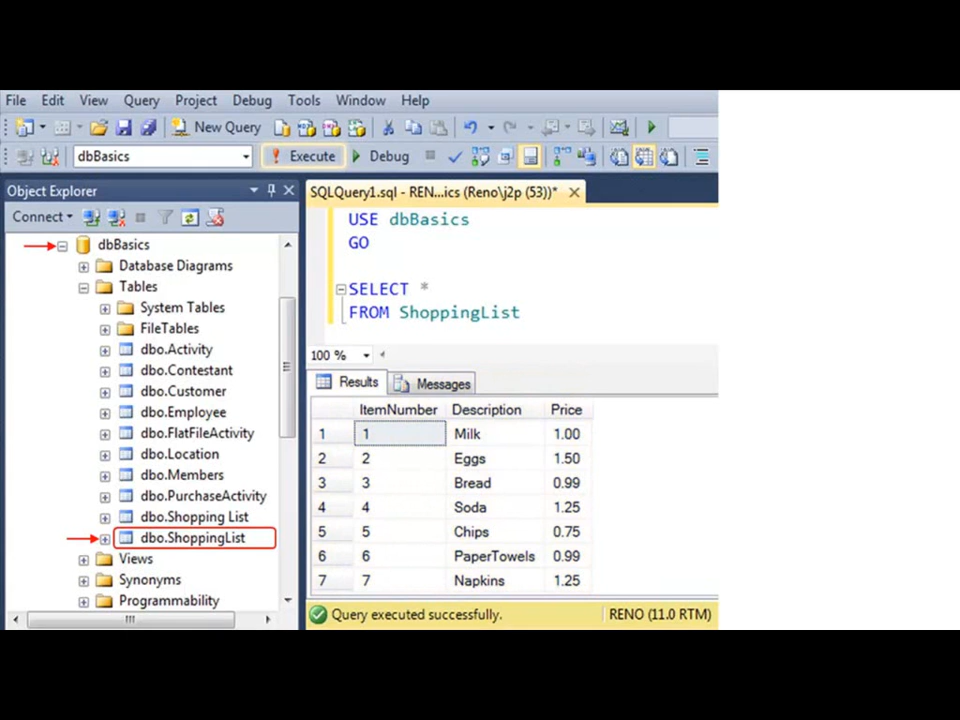 File Edit View Query Project Debug Tools Window Help
New Query
dbBasics Execute Debug
Object Explorer
Connect
dbBasics
Database Diagrams
Tables
System Tables
FileTables
dbo.Activity
dbo.Contestant
dbo.Customer
dbo.Employee
dbo.FlatFileActivity
dbo.Location
dbo.Members
dbo.PurchaseActivity
dbo.Shopping List
dbo.ShoppingList
Views
Synonyms
Programmability
SQLQuery1.sql - REN...ics (Reno\j2p (53))*
USE dbBasics
GO
SELECT *
FROM ShoppingList
100 %
Results Messages
ItemNumber Description Price
1 1 Milk 1.00
2 2 Eggs 1.50
3 3 Bread 0.99
4 4 Soda 1.25
5 5 Chips 0.75
6 6 PaperTowels 0.99
7 7 Napkins 1.25
Query executed successfully. RENO (11.0 RTM)